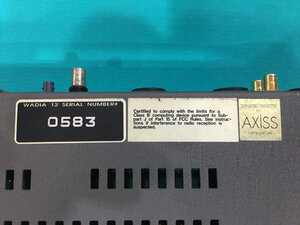 WADIA 12 SERIAL NUMBER#
0583
Certified to comply with the limits for a
Class B computing device pursuant to Sub-
part J of Part 15 of FCC Rules. See instruc-
tions if interference to radio reception is
suspected.
AXISS